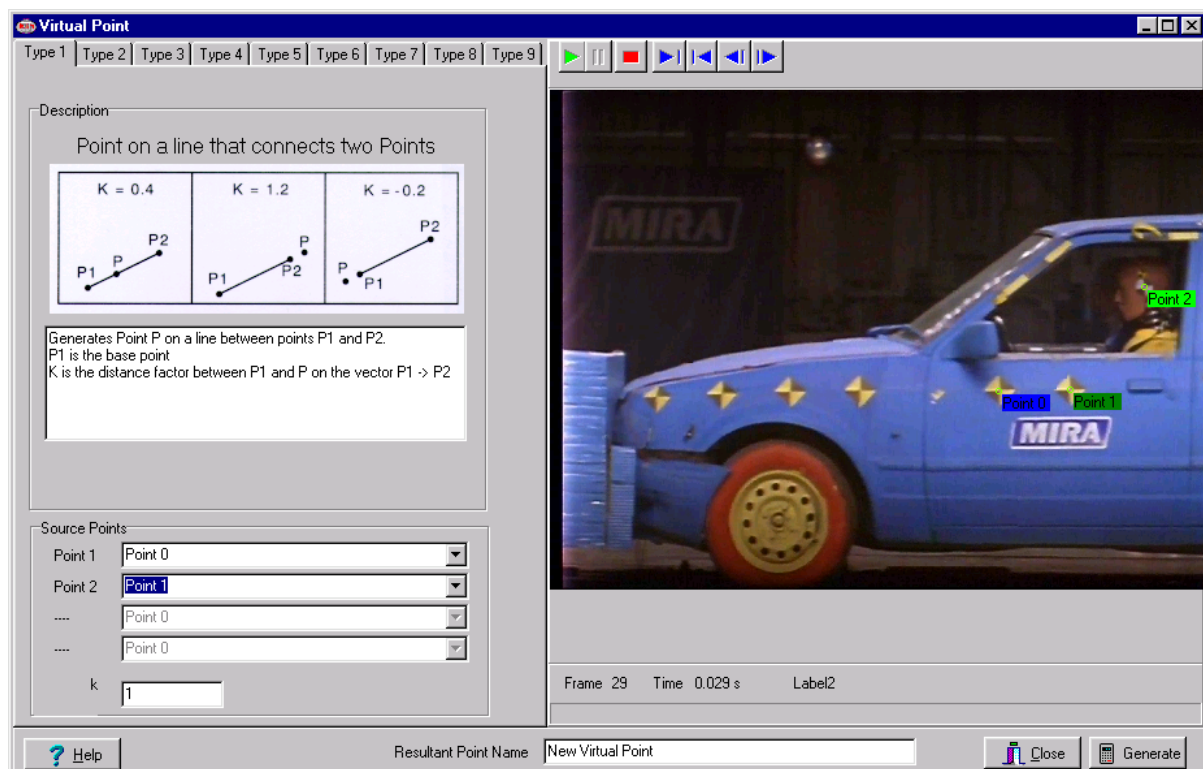 Virtual Point
Type 1 Type 2 Type 3 Type 4 Type 5 Type 6 Type 7 Type 8 Type 9
Description
Point on a line that connects two Points
K = 0.4 K = 1.2 K = -0.2
P1 P P2 P1 P2 P P P1 P2
Generates Point P on a line between points P1 and P2.
P1 is the base point
K is the distance factor between P1 and P on the vector P1 -> P2
Source Points
Point 1 Point 0
Point 2 Point 1
---- Point 0
---- Point 0
k 1
MIRA
Point 2
Point 0 Point 1
MIRA
Frame 29 Time 0.029 s Label2
Help Resultant Point Name New Virtual Point Close Generate